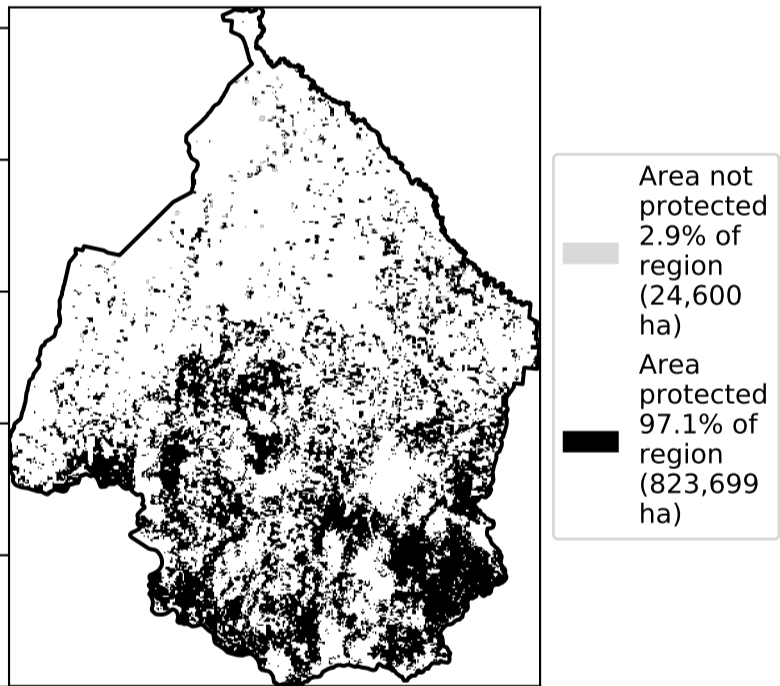 Area not
protected
2.9% of
region
(24,600
ha)
Area
protected
97.1% of
region
(823,699
ha)